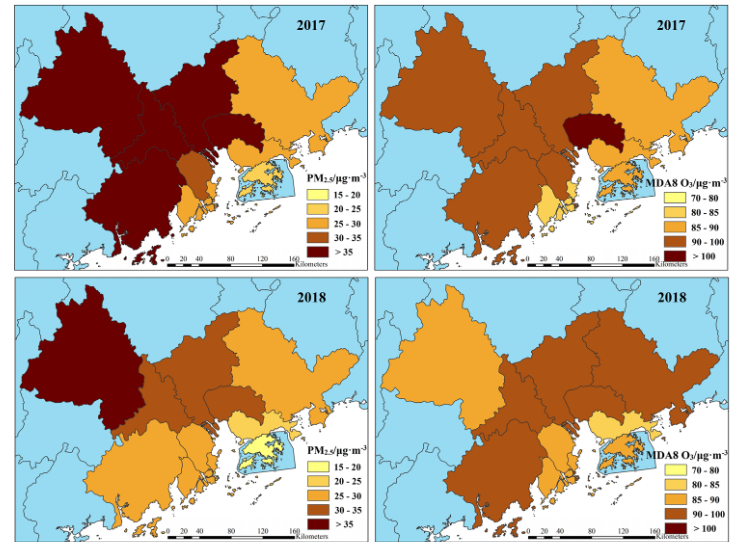 2017
PM2.5/μg·m-3
15 - 20
20 - 25
25 - 30
30 - 35
> 35
0 20 40 80 120 160
Kilometers
2017
MDA8 O3/μg·m-3
70 - 80
80 - 85
85 - 90
90 - 100
> 100
0 20 40 80 120 160
Kilometers
2018
PM2.5/μg·m-3
15 - 20
20 - 25
25 - 30
30 - 35
> 35
0 20 40 80 120 160
Kilometers
2018
MDA8 O3/μg·m-3
70 - 80
80 - 85
85 - 90
90 - 100
> 100
0 20 40 80 120 160
Kilometers